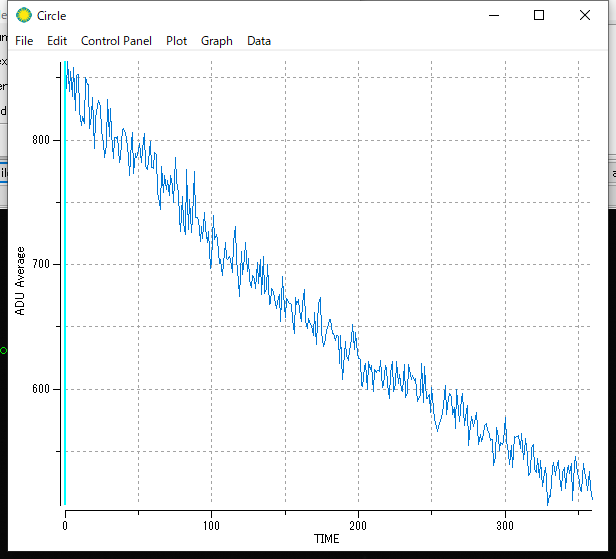 Circle
File Edit Control Panel Plot Graph Data
800
700
600
ADU Average
0 100 200 300
TIME